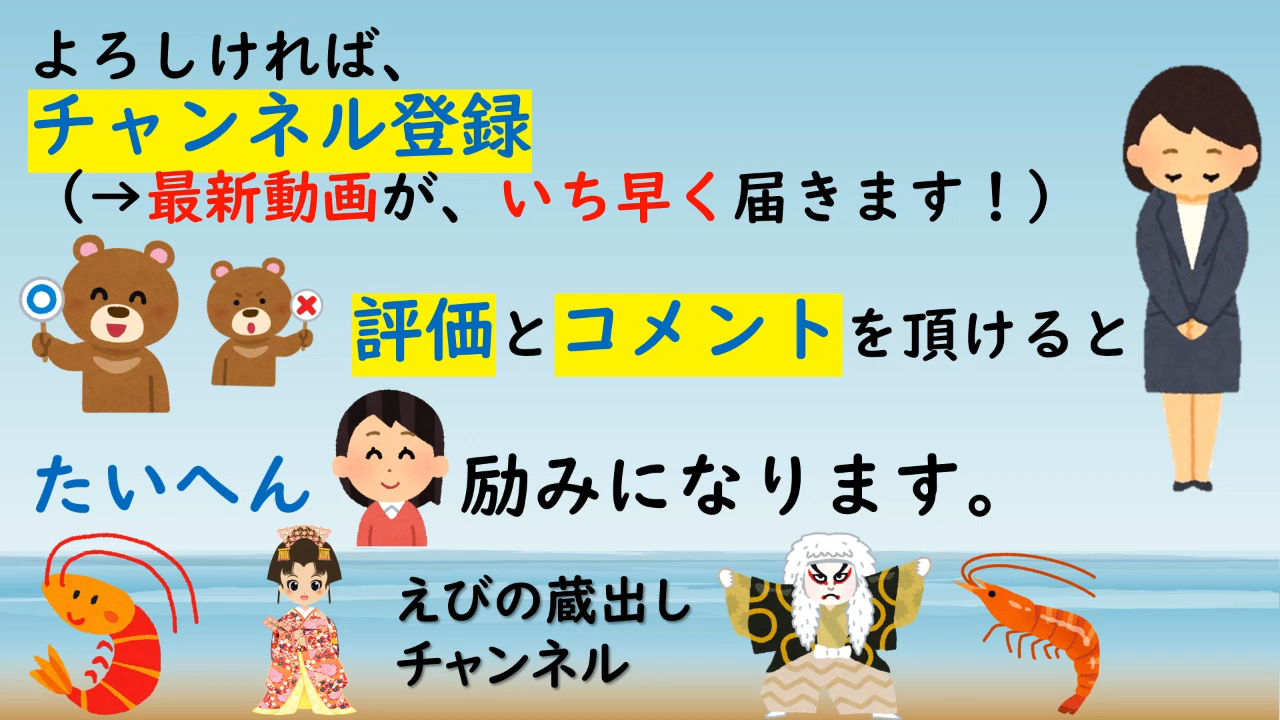 よろしければ、
チャンネル登録
（→最新動画が、いち早く届きます！）
評価とコメントを頂けると
たいへん励みになります。
えびの蔵出し
チャンネル